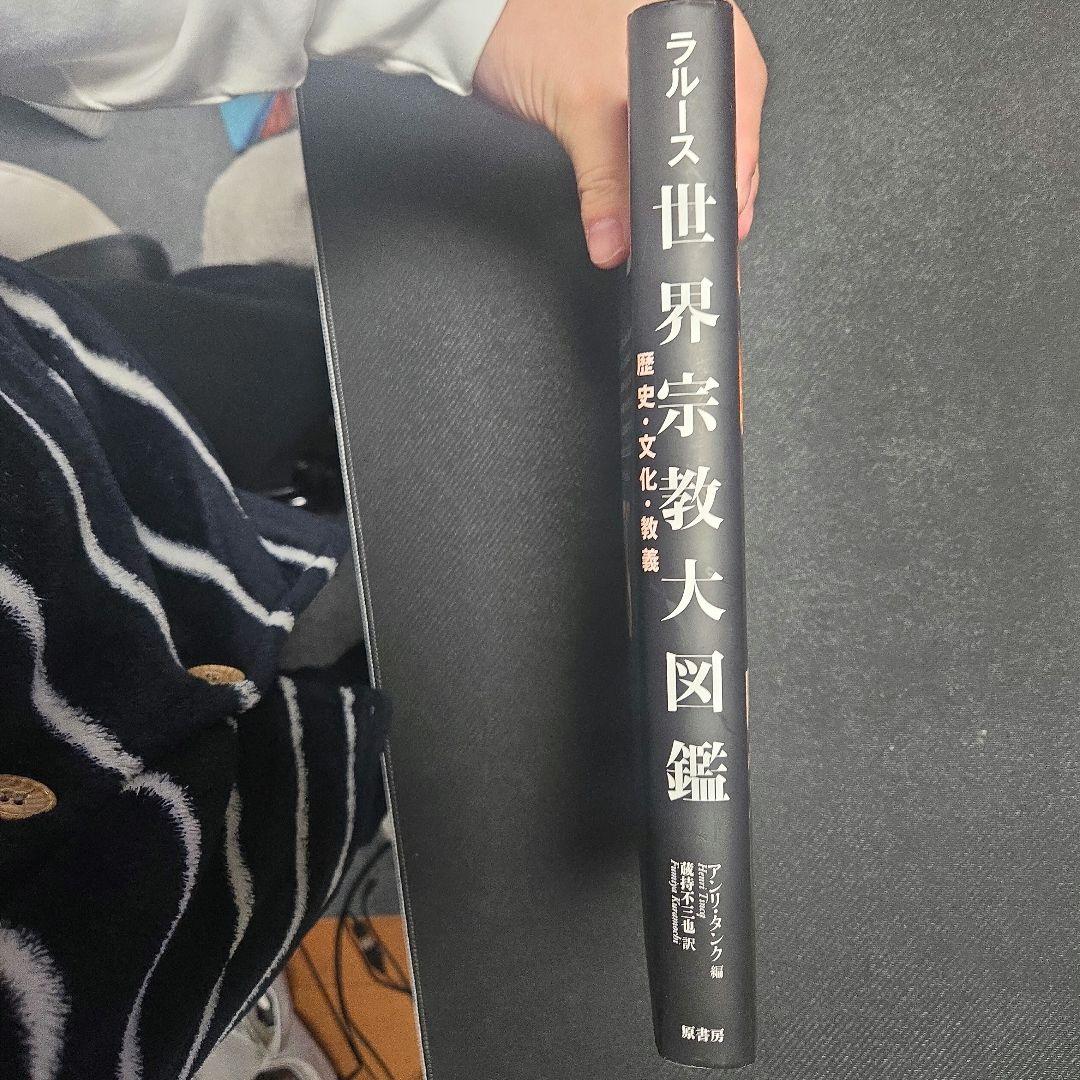 ラルース
世界宗教大図鑑
歴史・文化・教義
アンリ・タンク 編
Henri Tincq
蔵持不三也 訳
Fumiya Kuramochi
原書房